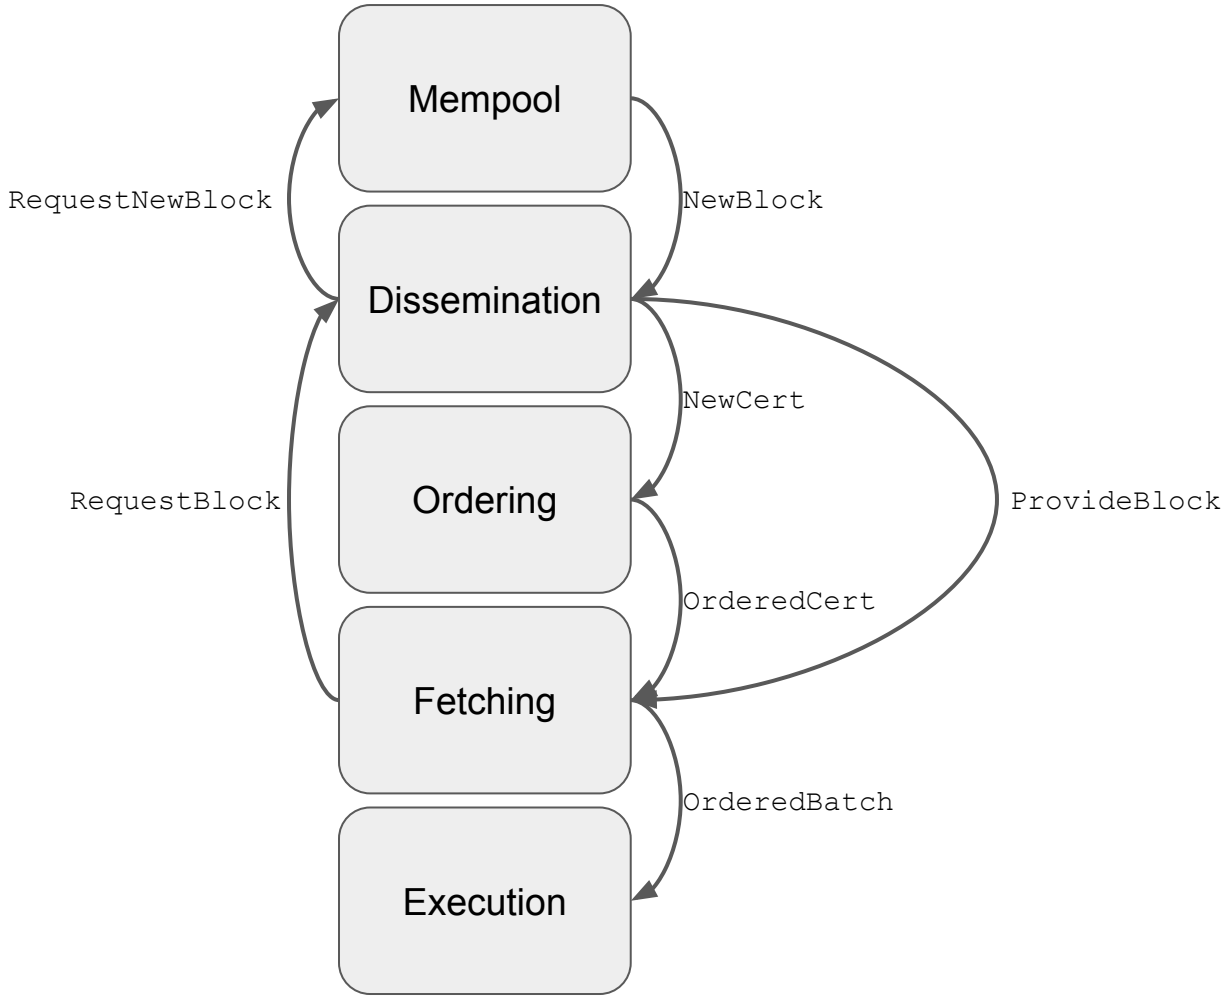 Mempool
RequestNewBlock
NewBlock
Dissemination
NewCert
RequestBlock
Ordering
ProvideBlock
OrderedCert
Fetching
OrderedBatch
Execution